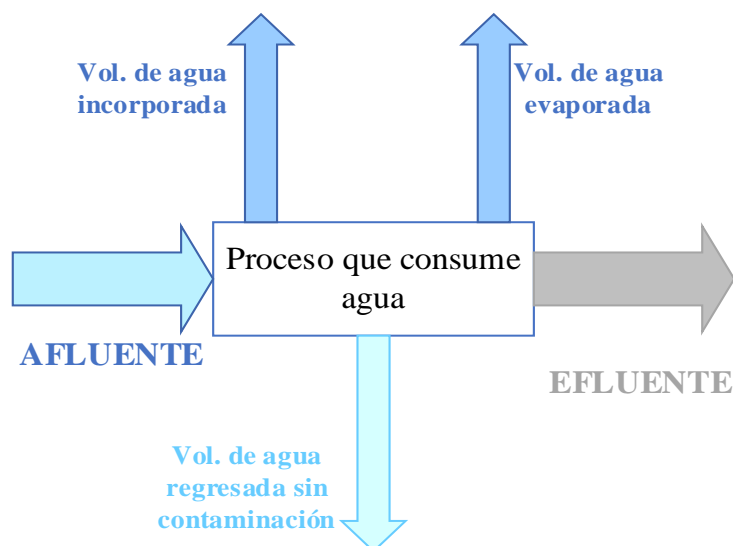 Vol. de agua
incorporada
Vol. de agua
evaporada
Proceso que consume
agua
AFLUENTE
EFLUENTE
Vol. de agua
regresada sin
contaminación